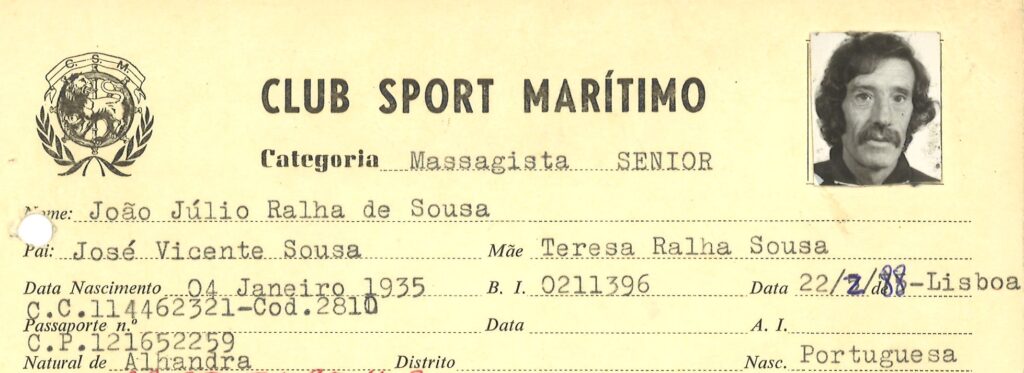 C. S. M.
CLUB SPORT MARÍTIMO
Categoria Massagista SENIOR
Nome: João Júlio Ralha de Sousa
Pai: José Vicente Sousa Mãe Teresa Ralha Sousa
Data Nascimento 04 Janeiro 1935 B. I. 0211396 Data 22/2/de88-Lisboa
C.C.114462321-Cod.2810
Passaporte n.º Data A. I.
C.P.121652259
Natural de Alhandra Distrito Nasc. Portuguesa